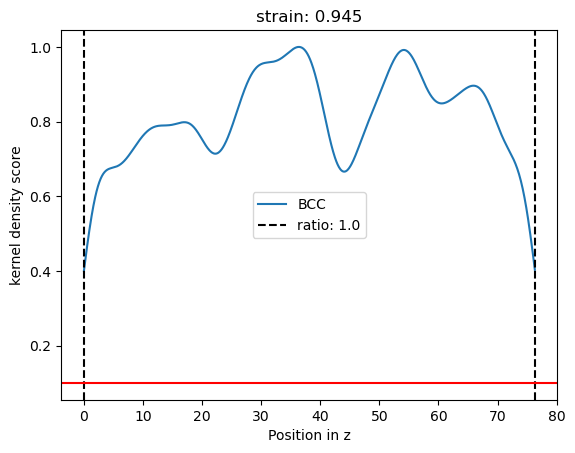 strain: 0.945
kernel density score
1.0
0.8
0.6
0.4
0.2
BCC
ratio: 1.0
0 10 20 30 40 50 60 70 80
Position in z